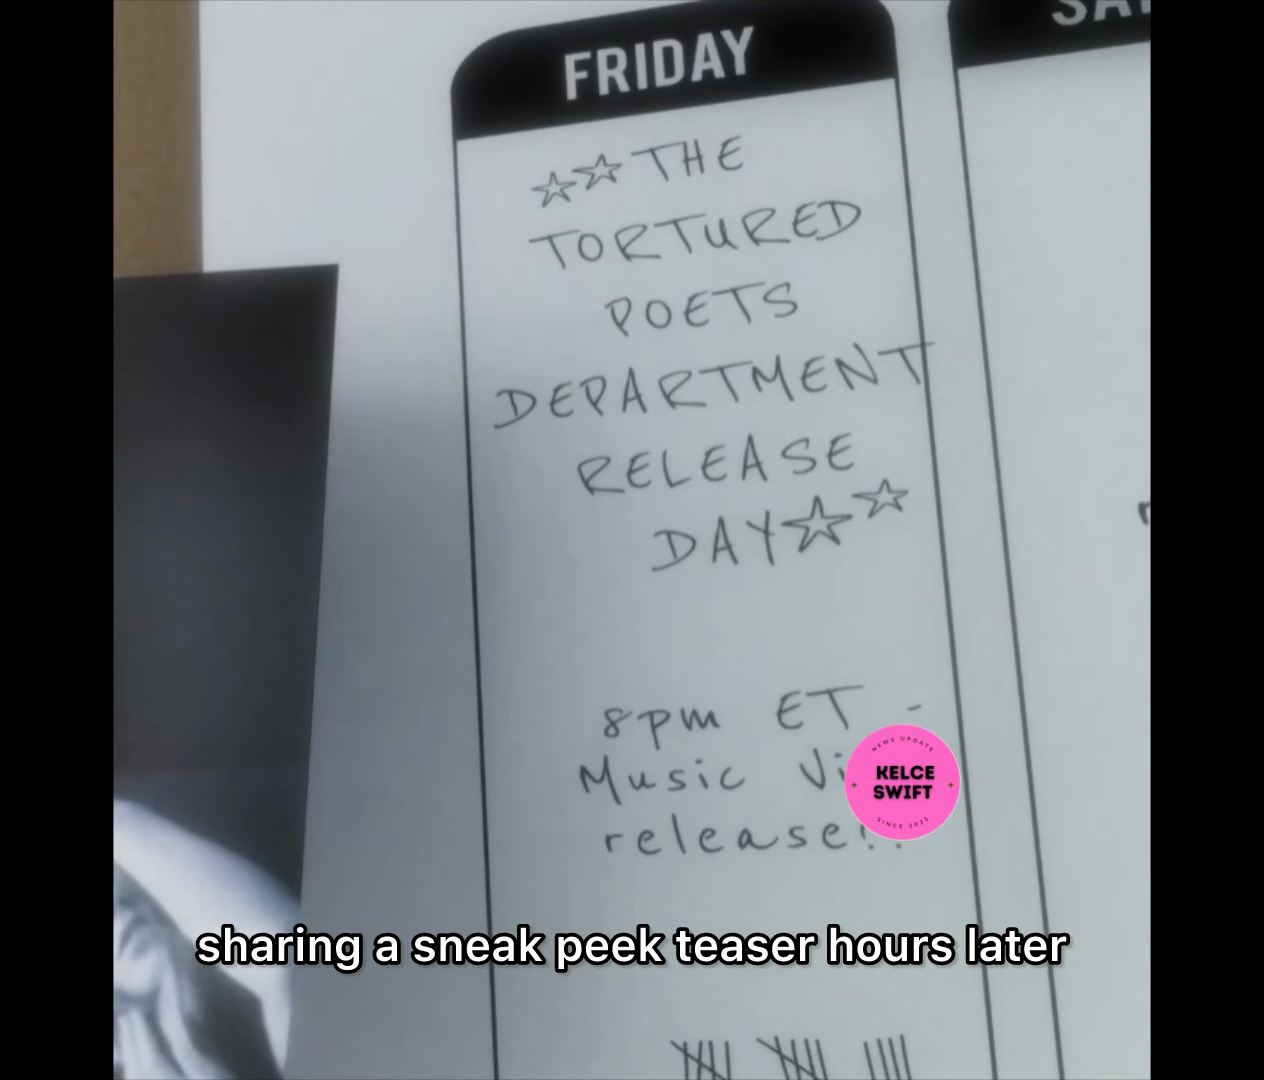 FRIDAY
☆☆ THE
TORTURED
POETS
DEPARTMENT
RELEASE
DAY ☆☆
8pm ET -
Music
release!!
NEWS UPDATE
KELCE
SWIFT
SINCE 2023
sharing a sneak peek teaser hours later